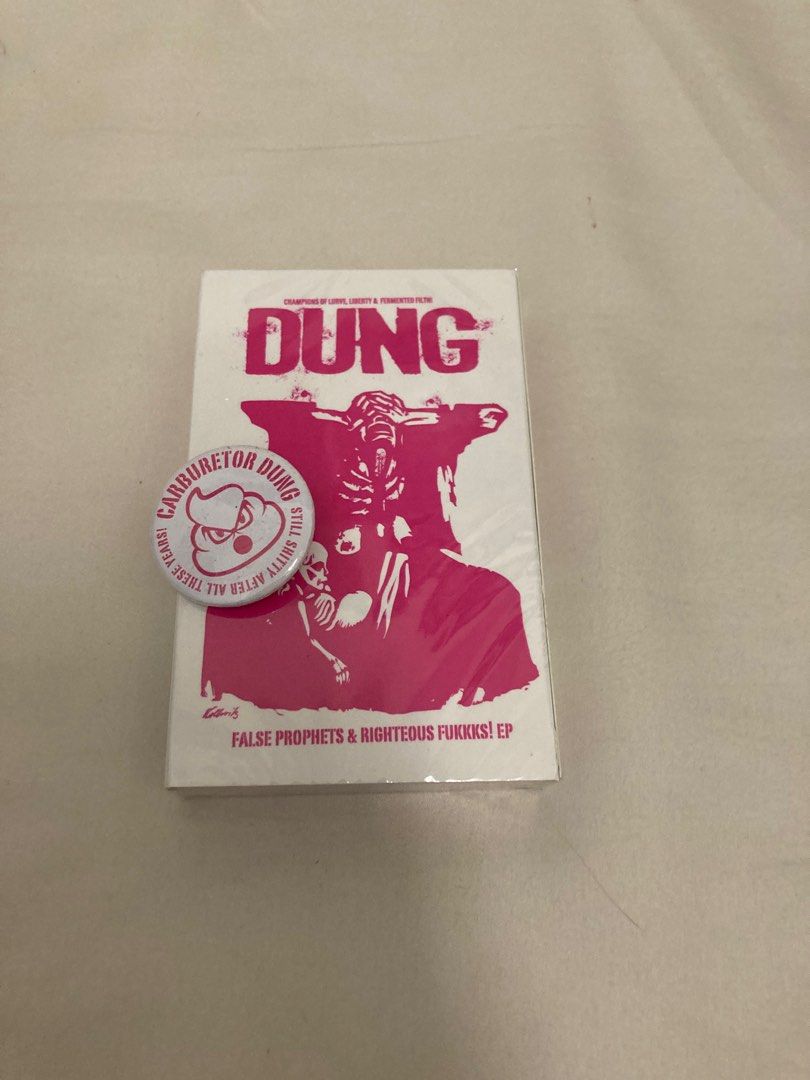 CHAMPIONS OF LURVE, LIBERTY & FERMENTED FILTH!
DUNG
CARBURETOR DUNG
STILL SHITTY AFTER ALL THESE YEARS!
Kollwitz
FALSE PROPHETS & RIGHTEOUS FUKKKS! EP